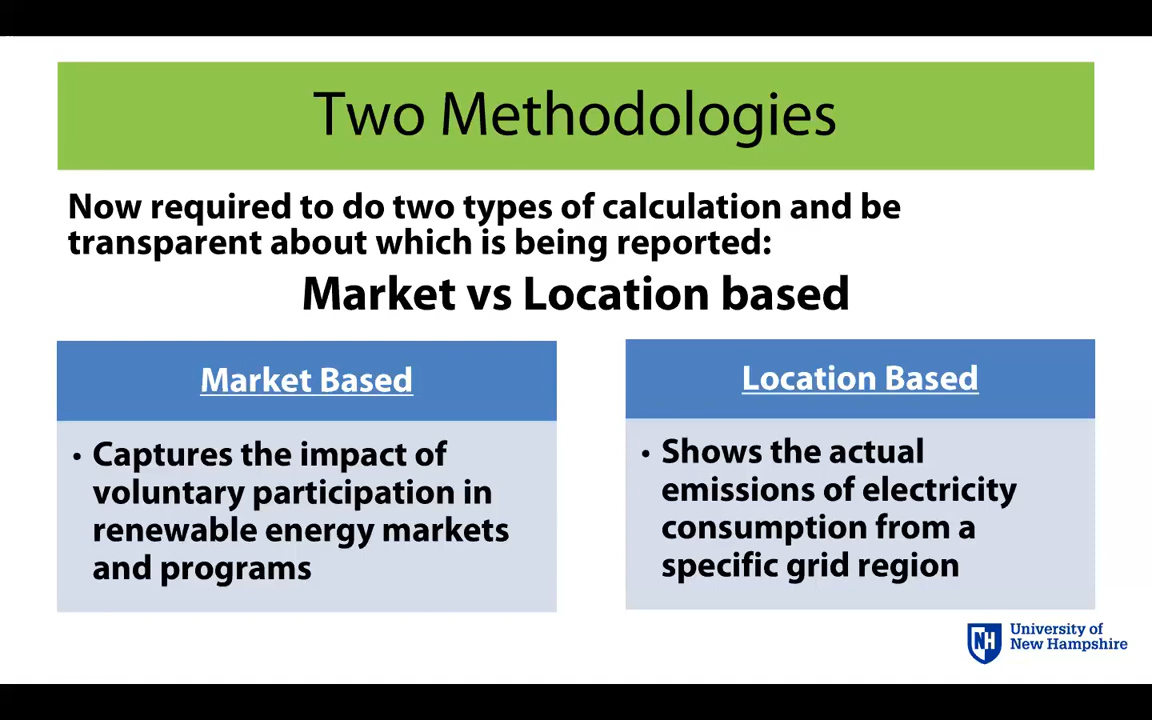 Two Methodologies
Now required to do two types of calculation and be
transparent about which is being reported:
Market vs Location based
Market Based
• Captures the impact of
voluntary participation in
renewable energy markets
and programs
Location Based
• Shows the actual
emissions of electricity
consumption from a
specific grid region
NH
University of
New Hampshire